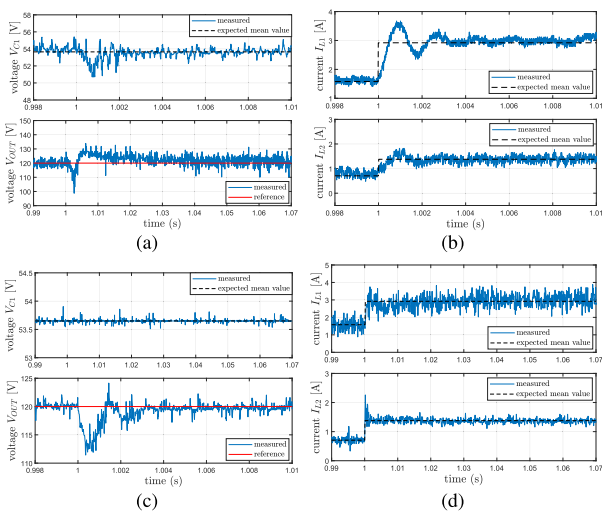 voltage V_C1 [V]
60
58
56
54
52
50
48
measured
expected mean value
0.998 1 1.002 1.004 1.006 1.008 1.01
voltage V_OUT [V]
150
140
130
120
110
100
90
measured
reference
0.99 1 1.01 1.02 1.03 1.04 1.05 1.06 1.07
time (s)
(a)
current I_L1 [A]
4
3
2
1
measured
expected mean value
0.998 1 1.002 1.004 1.006 1.008 1.01
current I_L2 [A]
3
2
1
0
measured
expected mean value
0.998 1 1.002 1.004 1.006 1.008 1.01
time (s)
(b)
voltage V_C1 [V]
54.5
54
53.5
53
measured
expected mean value
0.99 1 1.01 1.02 1.03 1.04 1.05 1.06 1.07
voltage V_OUT [V]
125
120
115
110
measured
reference
0.998 1 1.002 1.004 1.006 1.008 1.01
time (s)
(c)
current I_L1 [A]
5
4
3
2
1
0
measured
expected mean value
0.99 1 1.01 1.02 1.03 1.04 1.05 1.06 1.07
current I_L2 [A]
3
2
1
0
measured
expected mean value
0.99 1 1.01 1.02 1.03 1.04 1.05 1.06 1.07
time (s)
(d)